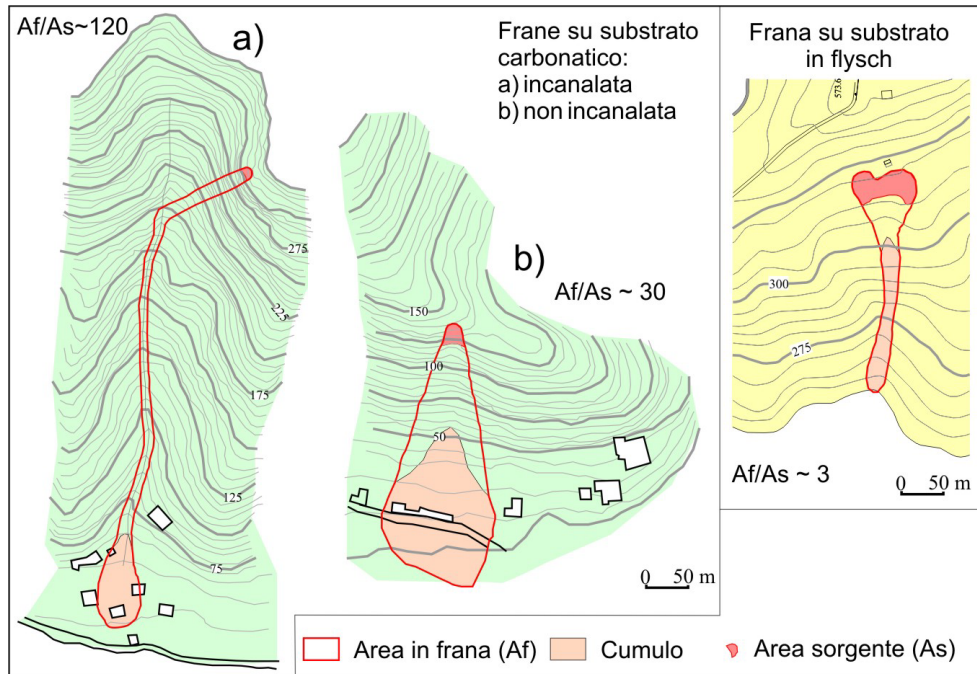 Af/As~120
a)
Frane su substrato
carbonatico:
a) incanalata
b) non incanalata
Frana su substrato
in flysch
573.6
275
225
175
125
75
b)
Af/As ~ 30
150
100
50
0 50 m
300
275
Af/As ~ 3
0 50 m
Area in frana (Af)
Cumulo
Area sorgente (As)